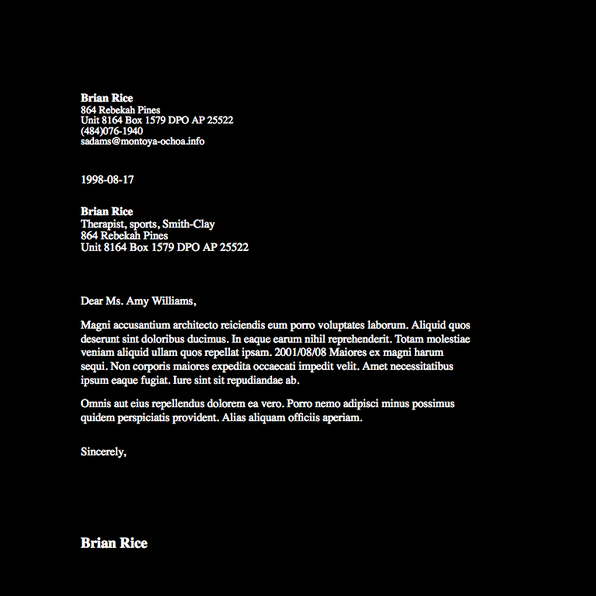 Brian Rice
864 Rebekah Pines
Unit 8164 Box 1579 DPO AP 25522
(484)076-1940
sadams@montoya-ochoa.info
1998-08-17
Brian Rice
Therapist, sports, Smith-Clay
864 Rebekah Pines
Unit 8164 Box 1579 DPO AP 25522
Dear Ms. Amy Williams,
Magni accusantium architecto reiciendis eum porro voluptates laborum. Aliquid quos
deserunt sint doloribus ducimus. In eaque earum nihil reprehenderit. Totam molestiae
veniam aliquid ullam quos repellat ipsam. 2001/08/08 Maiores ex magni harum
sequi. Non corporis maiores expedita occaecati impedit velit. Amet necessitatibus
ipsum eaque fugiat. Iure sint sit repudiandae ab.
Omnis aut eius repellendus dolorem ea vero. Porro nemo adipisci minus possimus
quidem perspiciatis provident. Alias aliquam officiis aperiam.
Sincerely,
Brian Rice